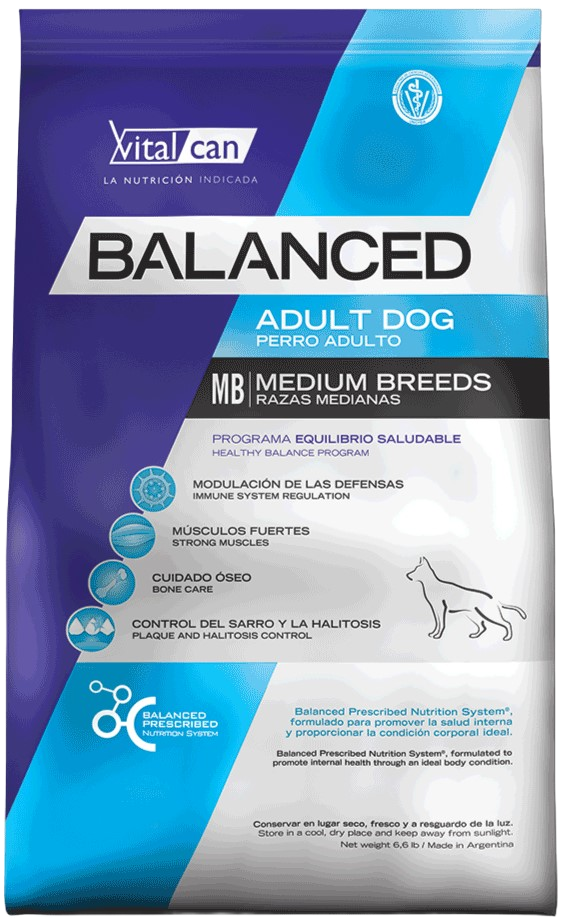 Vital can
LA NUTRICIÓN INDICADA
BALANCED
ADULT DOG
PERRO ADULTO
MB MEDIUM BREEDS
RAZAS MEDIANAS
PROGRAMA EQUILIBRIO SALUDABLE
HEALTHY BALANCE PROGRAM
MODULACIÓN DE LAS DEFENSAS
IMMUNE SYSTEM REGULATION
MÚSCULOS FUERTES
STRONG MUSCLES
CUIDADO ÓSEO
BONE CARE
CONTROL DEL SARRO Y LA HALITOSIS
PLAQUE AND HALITOSIS CONTROL
BALANCED
PRESCRIBED
NUTRITION SYSTEM
Balanced Prescribed Nutrition System®,
formulado para promover la salud interna
y proporcionar la condición corporal ideal.
Balanced Prescribed Nutrition System®, formulated to
promote internal health through an ideal body condition.
Conservar en lugar seco, fresco y a resguardo de la luz.
Store in a cool, dry place and keep away from sunlight.
Net weight 6,6 lb / Made in Argentina